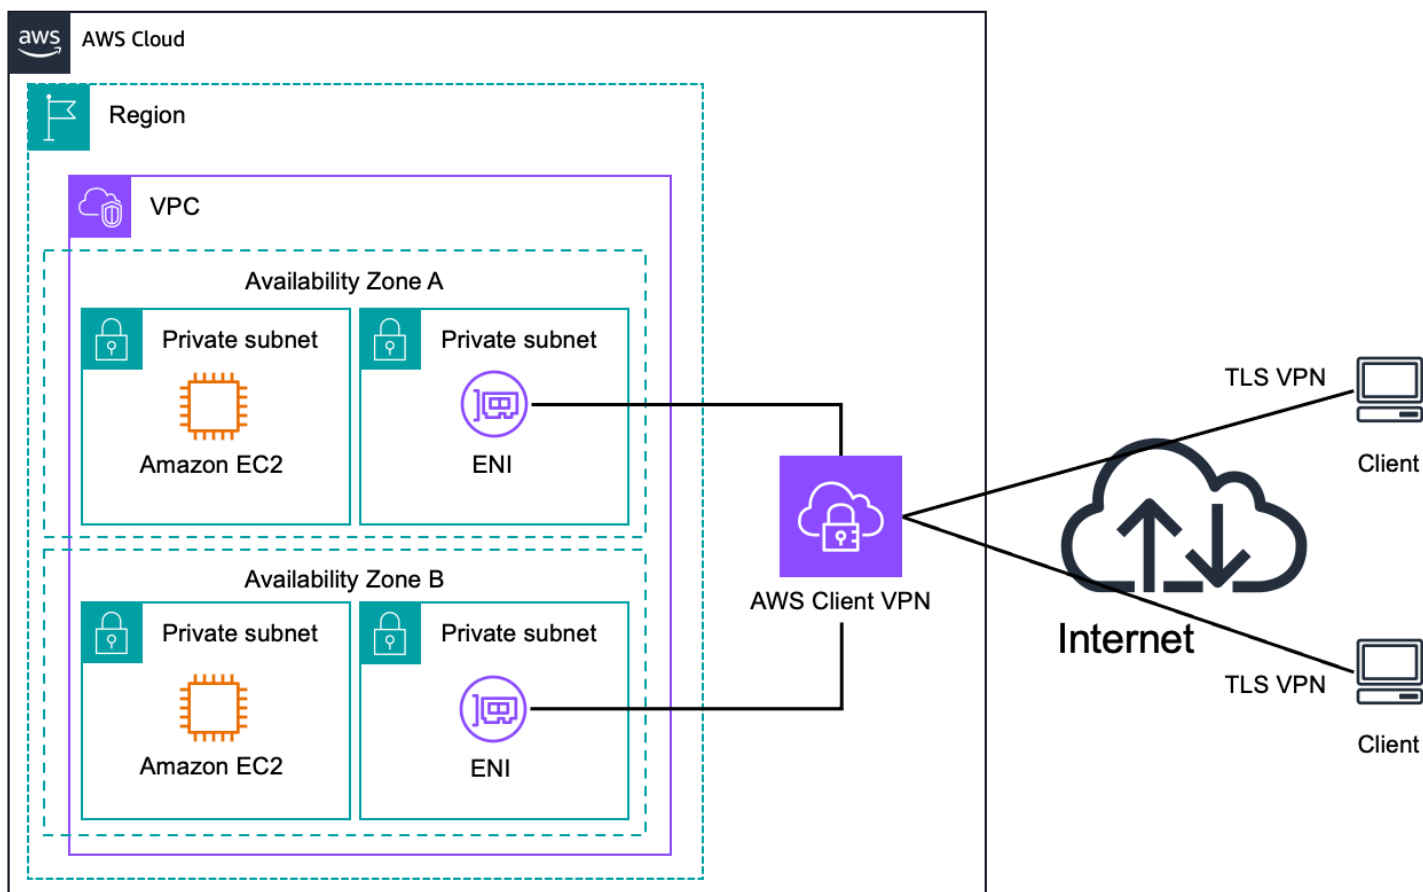 aws
AWS Cloud
Region
VPC
Availability Zone A
Private subnet
Private subnet
Amazon EC2
ENI
Availability Zone B
Private subnet
Private subnet
Amazon EC2
ENI
AWS Client VPN
Internet
TLS VPN
Client
TLS VPN
Client